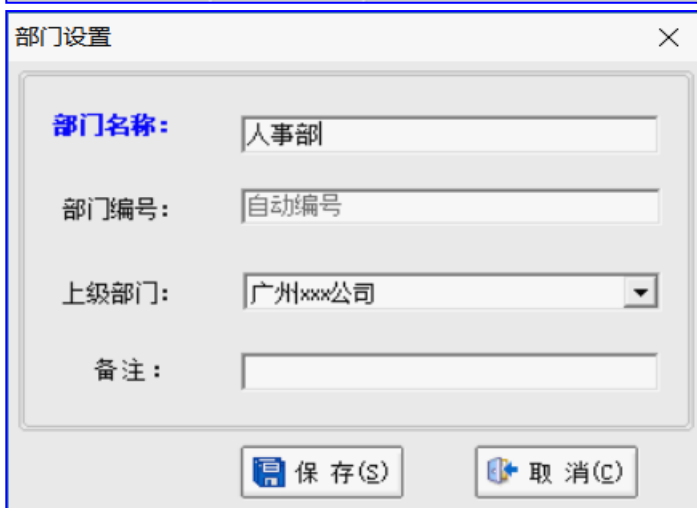 部门设置
部门名称：
人事部
部门编号：
自动编号
上级部门：
广州xxx公司
备注：
保 存(S)
取 消(C)